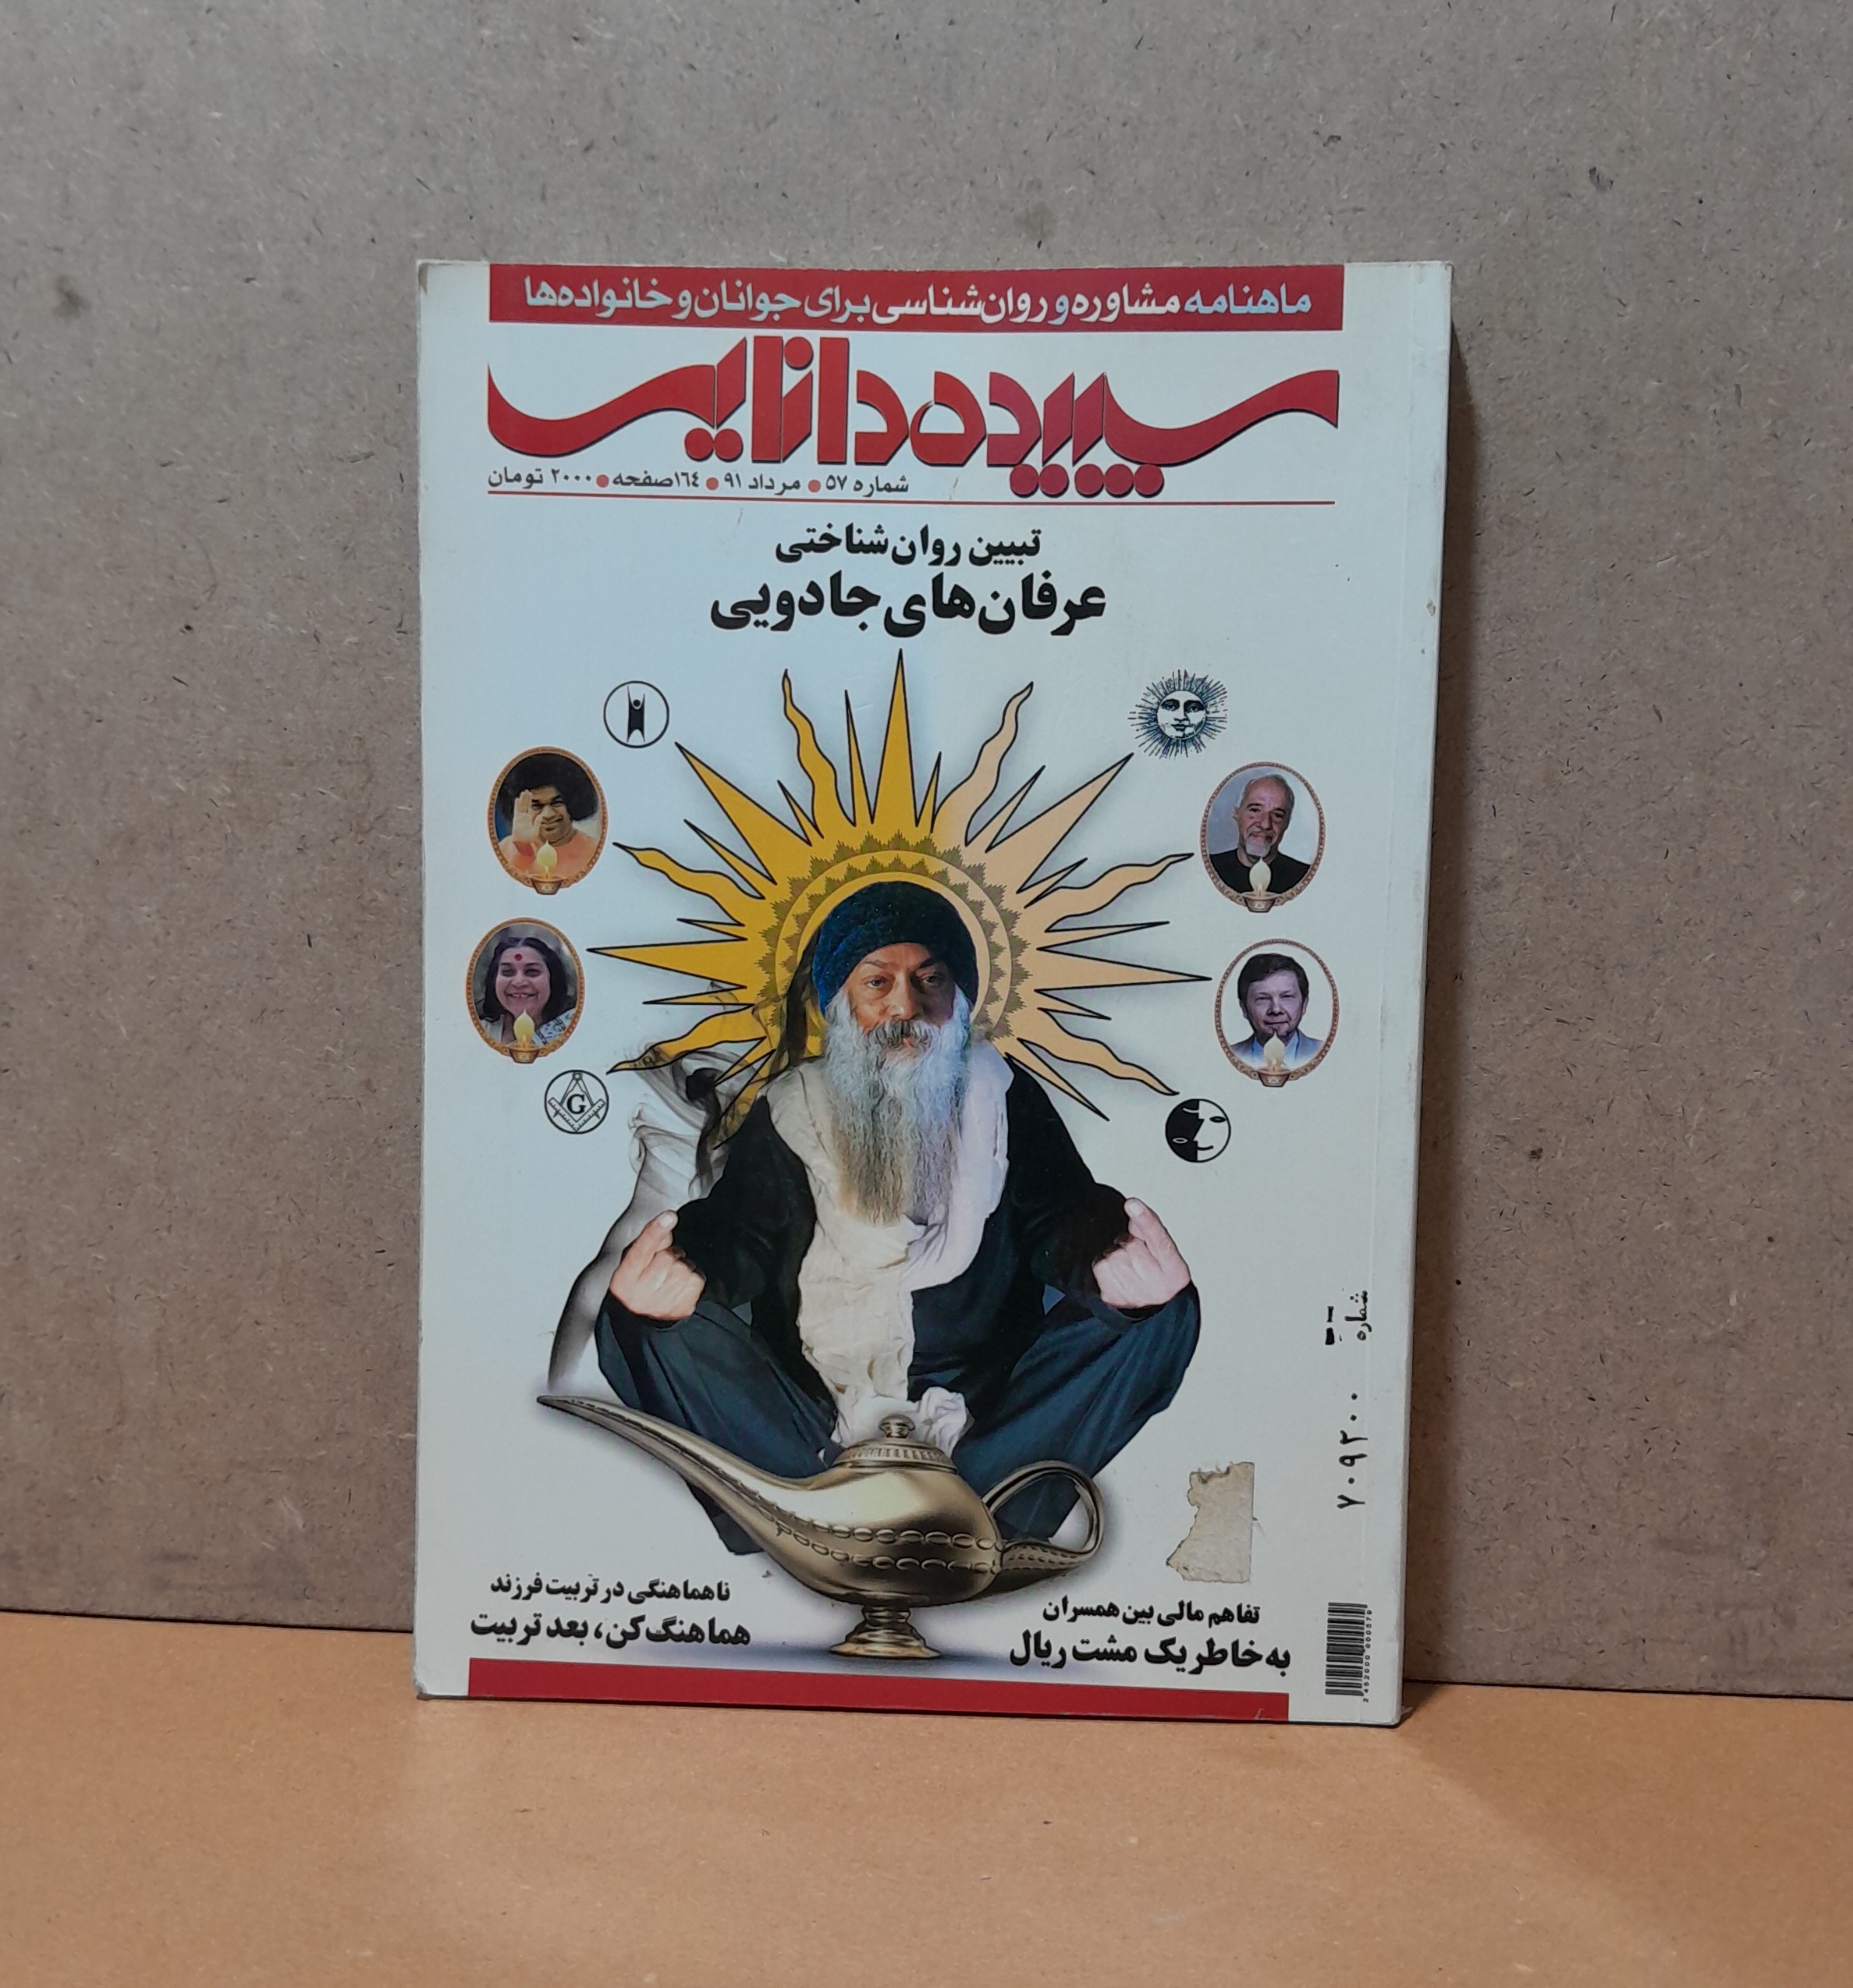 ماهنامه مشاوره و روان‌شناسی برای جوانان و خانواده‌ها
سپیده دانایی
شماره ۵۷ ● مرداد ۹۱ ● ۱۶۴ صفحه ● ۲۰۰۰ تومان
تبیین روان‌شناختی
عرفان‌های جادویی
G
شماره
۷۰۹۲۰۰
تفاهم مالی بین همسران
به خاطر یک مشت ریال
ناهماهنگی در تربیت فرزند
هماهنگ کن، بعد تربیت